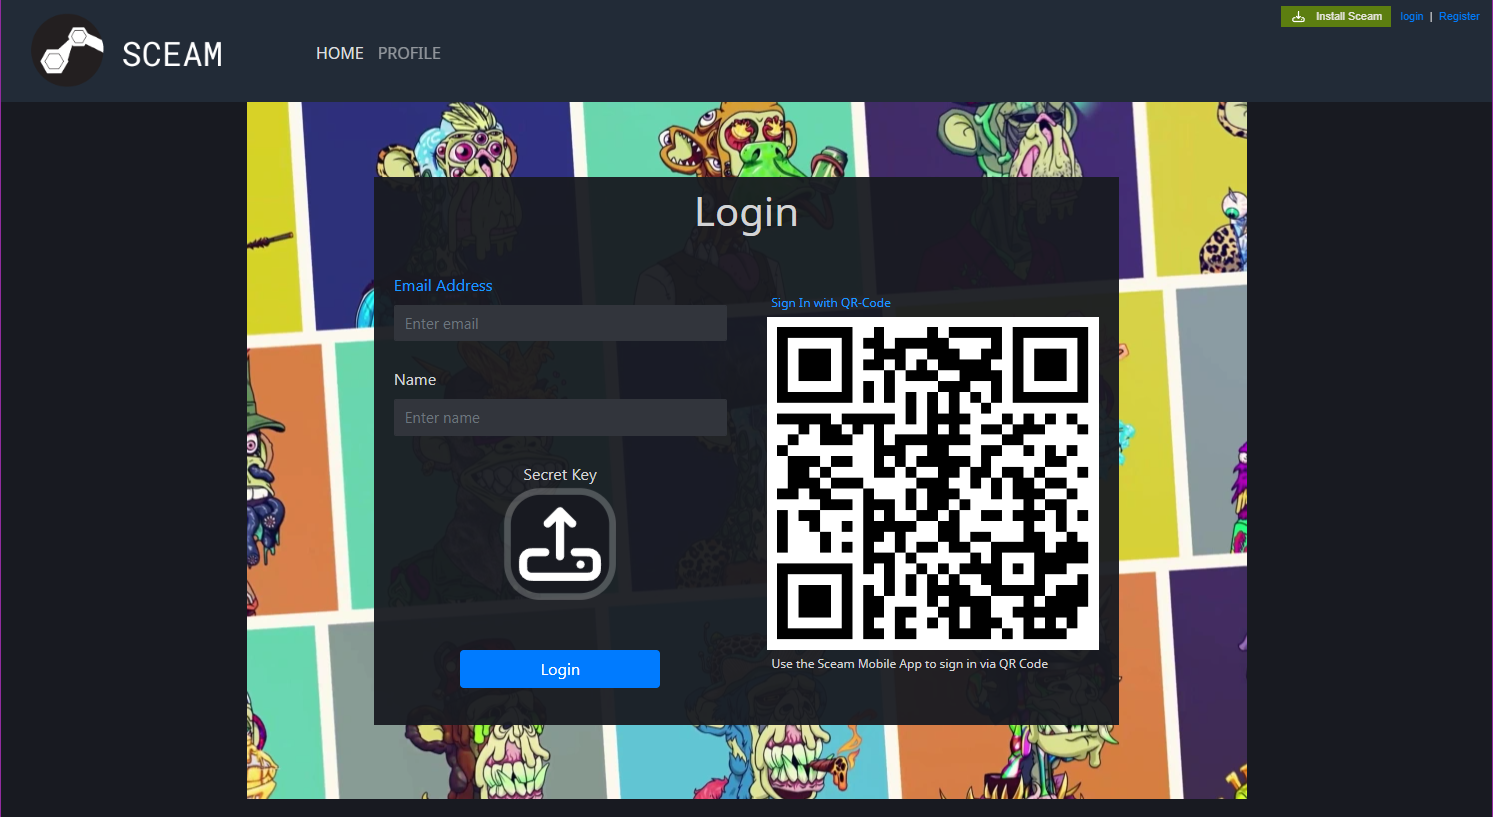 SCEAM
HOME PROFILE
Install Sceam login | Register
Login
Email Address
Enter email
Name
Enter name
Secret Key
Login
Sign In with QR-Code
Use the Sceam Mobile App to sign in via QR Code